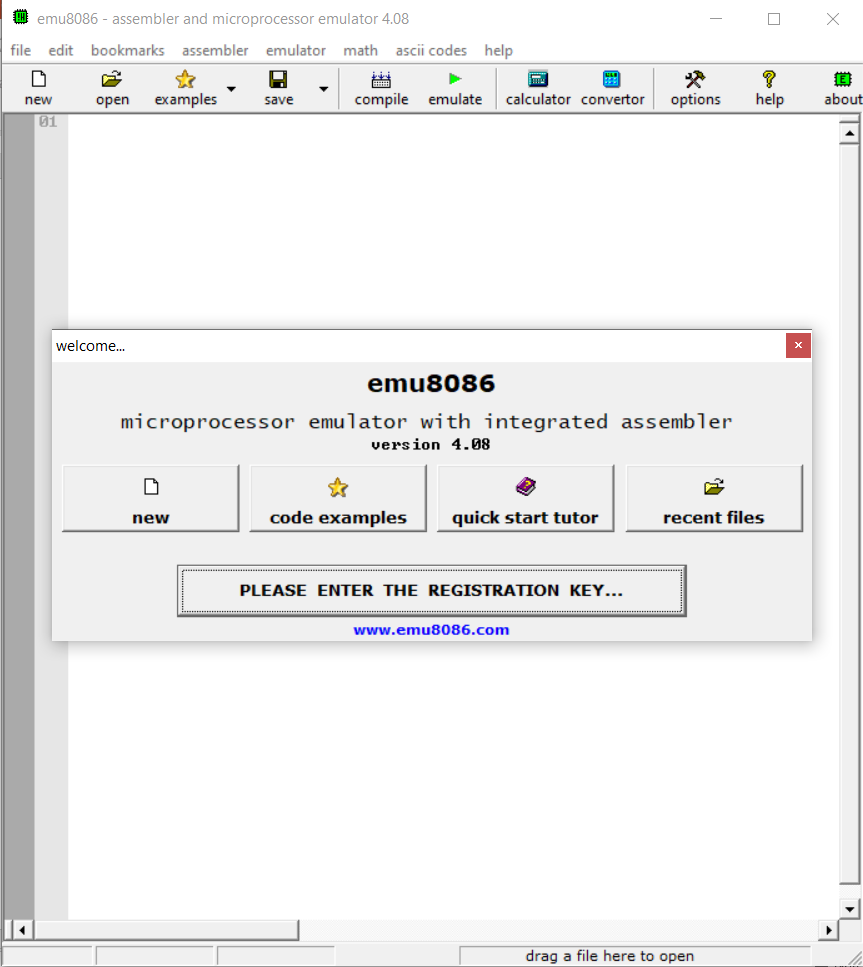 emu8086 - assembler and microprocessor emulator 4.08
file edit bookmarks assembler emulator math ascii codes help
new open examples save compile emulate calculator convertor options help about
01
welcome...
emu8086
microprocessor emulator with integrated assembler
version 4.08
new code examples quick start tutor recent files
PLEASE ENTER THE REGISTRATION KEY...
www.emu8086.com
drag a file here to open